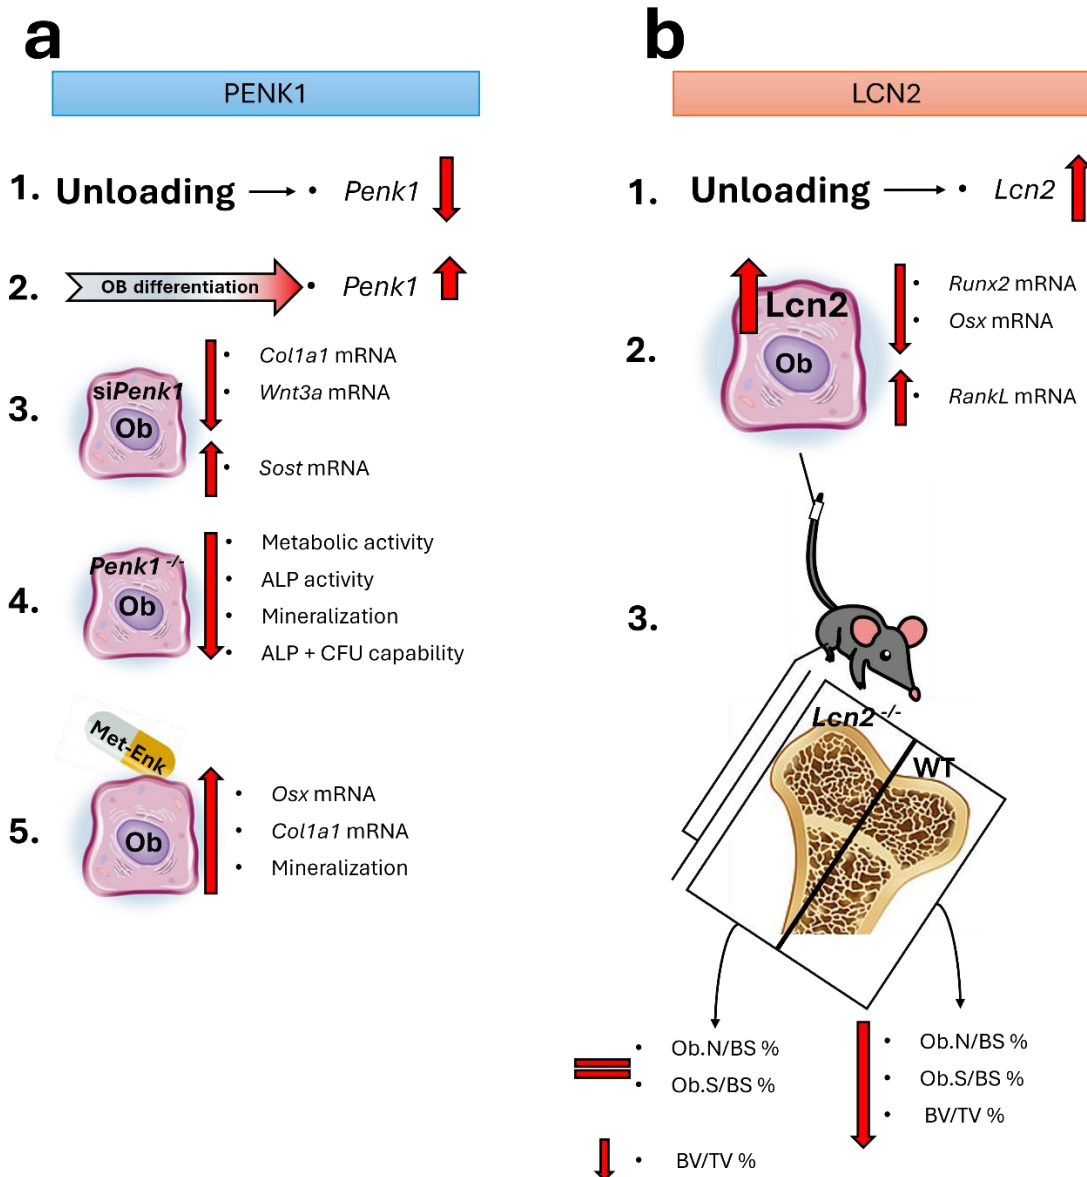 a
PENK1
1. Unloading • Penk1
2. OB differentiation • Penk1
3.
siPenk1
Ob
• Col1a1 mRNA
• Wnt3a mRNA
• Sost mRNA
4.
Penk1 -/-
Ob
• Metabolic activity
• ALP activity
• Mineralization
• ALP + CFU capability
5.
Met-Enk
Ob
• Osx mRNA
• Col1a1 mRNA
• Mineralization
b
LCN2
1. Unloading • Lcn2
2.
Lcn2
Ob
• Runx2 mRNA
• Osx mRNA
• RankL mRNA
3.
Lcn2 -/-
WT
• Ob.N/BS %
• Ob.S/BS %
• BV/TV %
• Ob.N/BS %
• Ob.S/BS %
• BV/TV %